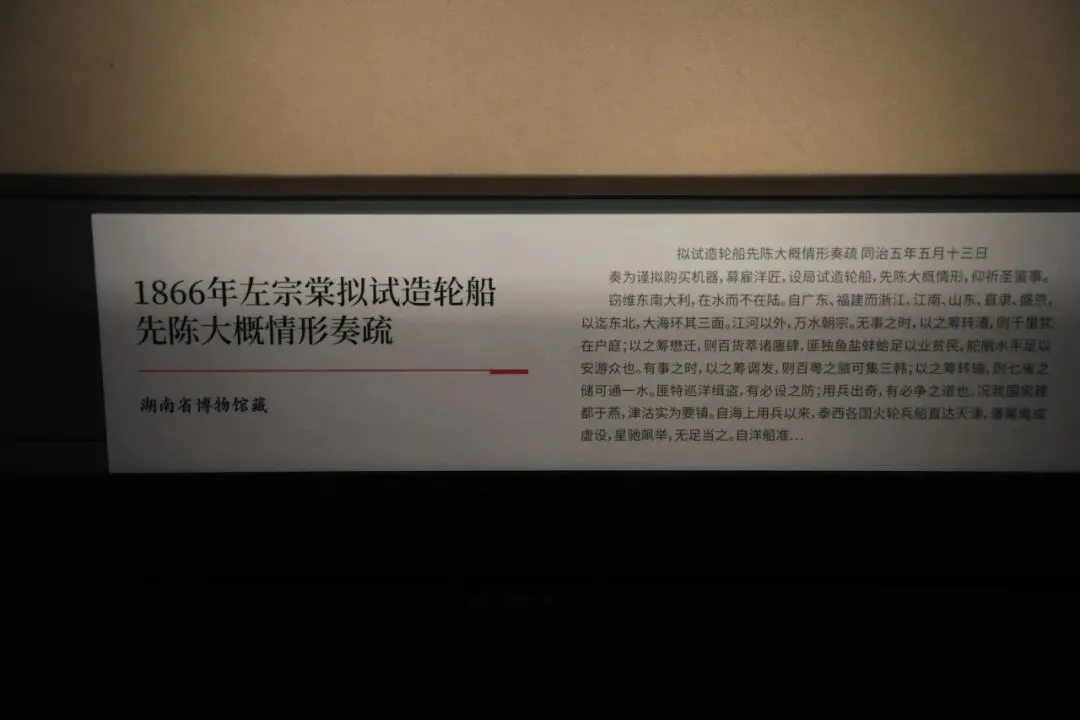 1866年左宗棠拟试造轮船
先陈大概情形奏疏
湖南省博物馆藏
拟试造轮船先陈大概情形奏疏 同治五年五月十三日
奏为谨拟购买机器,募雇洋匠,设局试造轮船,先陈大概情形,仰祈圣鉴事。
窃维东南大利,在水而不在陆。自广东、福建而浙江、江南、山东、直隶、盛京,
以迄东北,大海环其三面。江河以外,万水朝宗。无事之时,以之筹转漕,则千里犹
在户庭;以之筹懋迁,则百货萃诸廛肆,匪独鱼盐蚌蛤足以业贫民,舵艄水手足以
安游众也。有事之时,以之筹调发,则百粤之旅可集三韩;以之筹转输,则七省之
储可通一水。匪特巡洋缉盗,有必设之防;用兵出奇,有必争之道也。况我国家建
都于燕,津沽实为要镇。自海上用兵以来,泰西各国火轮兵船直达天津,藩篱竟成
虚设,星驰飙举,无足当之。自洋船准…